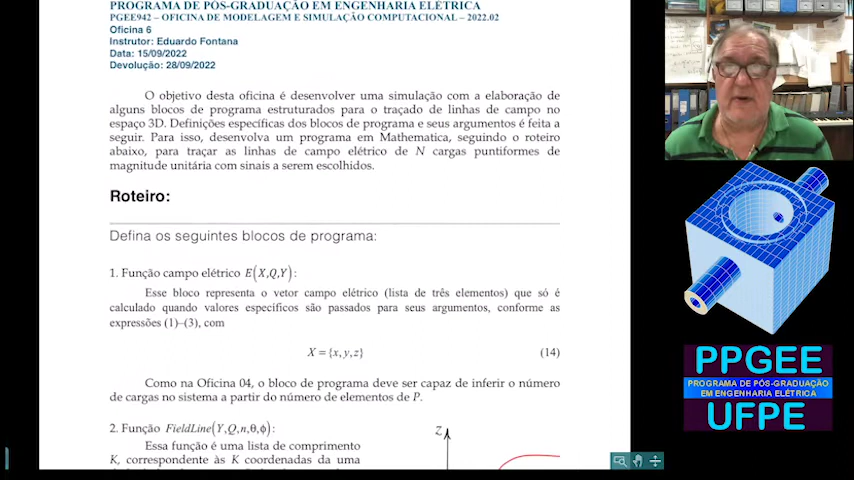 PROGRAMA DE PÓS-GRADUAÇÃO EM ENGENHARIA ELÉTRICA
PGEE942 – OFICINA DE MODELAGEM E SIMULAÇÃO COMPUTACIONAL – 2022.02
Oficina 6
Instrutor: Eduardo Fontana
Data: 15/09/2022
Devolução: 28/09/2022
O objetivo desta oficina é desenvolver uma simulação com a elaboração de
alguns blocos de programa estruturados para o traçado de linhas de campo no
espaço 3D. Definições específicas dos blocos de programa e seus argumentos é feita a
seguir. Para isso, desenvolva um programa em Mathematica, seguindo o roteiro
abaixo, para traçar as linhas de campo elétrico de N cargas puntiformes de
magnitude unitária com sinais a serem escolhidos.
Roteiro:
Defina os seguintes blocos de programa:
1. Função campo elétrico E(X,Q,Y):
Esse bloco representa o vetor campo elétrico (lista de três elementos) que só é
calculado quando valores específicos são passados para seus argumentos, conforme as
expressões (1)–(3), com
X = {x, y, z} (14)
Como na Oficina 04, o bloco de programa deve ser capaz de inferir o número
de cargas no sistema a partir do número de elementos de P.
2. Função FieldLine(Y,Q,n,θ,ϕ):
Essa função é uma lista de comprimento
K, correspondente às K coordenadas da uma
Z
PPGEE
PROGRAMA DE PÓS-GRADUAÇÃO
EM ENGENHARIA ELÉTRICA
UFPE